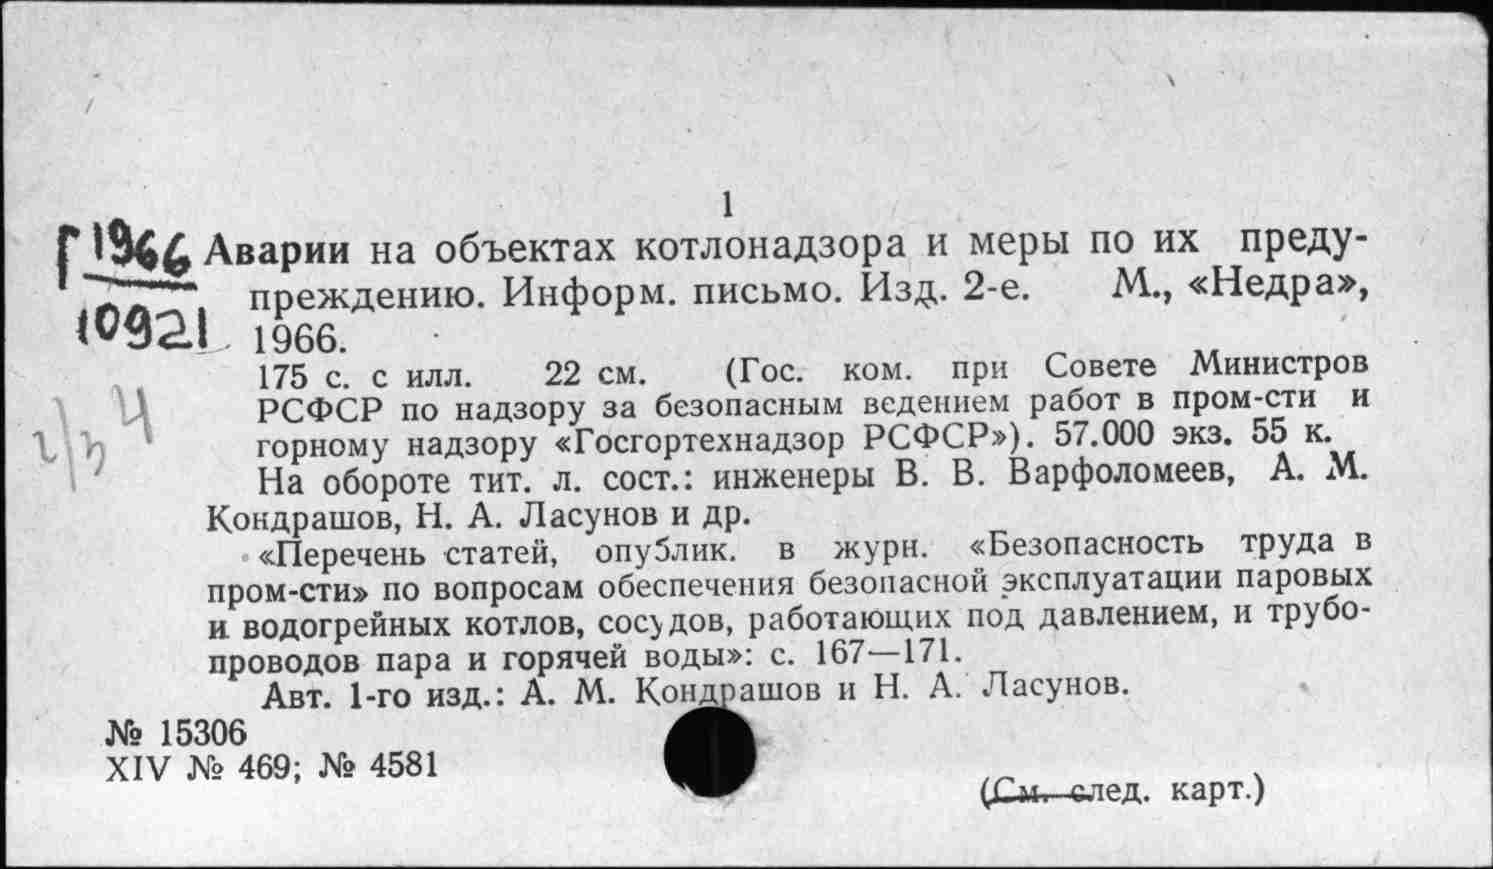 1
Г 1966 Аварии на объектах котлонадзора и меры по их преду-
10921 преждению. Информ. письмо. Изд. 2-е. М., «Недра»,
1966.
175 с. с илл. 22 см. (Гос. ком. при Совете Министров
РСФСР по надзору за безопасным ведением работ в пром-сти и
горному надзору «Госгортехнадзор РСФСР»). 57.000 экз. 55 к.
На обороте тит. л. сост.: инженеры В. В. Варфоломеев, А. М.
Кондрашов, Н. А. Ласунов и др.
«Перечень статей, опублик. в журн. «Безопасность труда в
пром-сти» по вопросам обеспечения безопасной эксплуатации паровых
и водогрейных котлов, сосудов, работающих под давлением, и трубо-
проводов пара и горячей воды»: с. 167—171.
Авт. 1-го изд.: А. М. Кондрашов и Н. А. Ласунов.
№ 15306
XIV № 469; № 4581
(См. след. карт.)